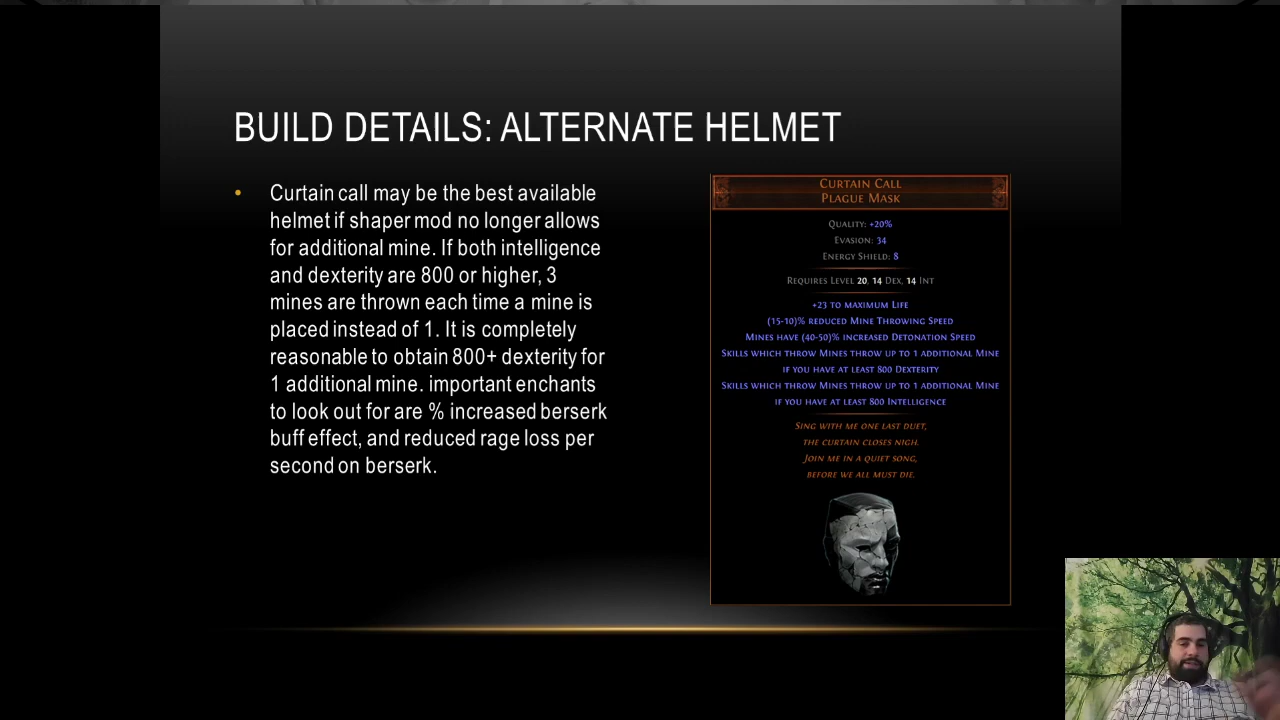 BUILD DETAILS: ALTERNATE HELMET
• Curtain call may be the best available
helmet if shaper mod no longer allows
for additional mine. If both intelligence
and dexterity are 800 or higher, 3
mines are thrown each time a mine is
placed instead of 1. It is completely
reasonable to obtain 800+ dexterity for
1 additional mine. important enchants
to look out for are % increased berserk
buff effect, and reduced rage loss per
second on berserk.
CURTAIN CALL
PLAGUE MASK
QUALITY: +20%
EVASION: 34
ENERGY SHIELD: 8
REQUIRES LEVEL 20, 14 DEX, 14 INT
+23 TO MAXIMUM LIFE
(15-10)% REDUCED MINE THROWING SPEED
MINES HAVE (40-50)% INCREASED DETONATION SPEED
SKILLS WHICH THROW MINES THROW UP TO 1 ADDITIONAL MINE
IF YOU HAVE AT LEAST 800 DEXTERITY
SKILLS WHICH THROW MINES THROW UP TO 1 ADDITIONAL MINE
IF YOU HAVE AT LEAST 800 INTELLIGENCE
SING WITH ME ONE LAST DUET,
THE CURTAIN CLOSES NIGH.
JOIN ME IN A QUIET SONG,
BEFORE WE ALL MUST DIE.